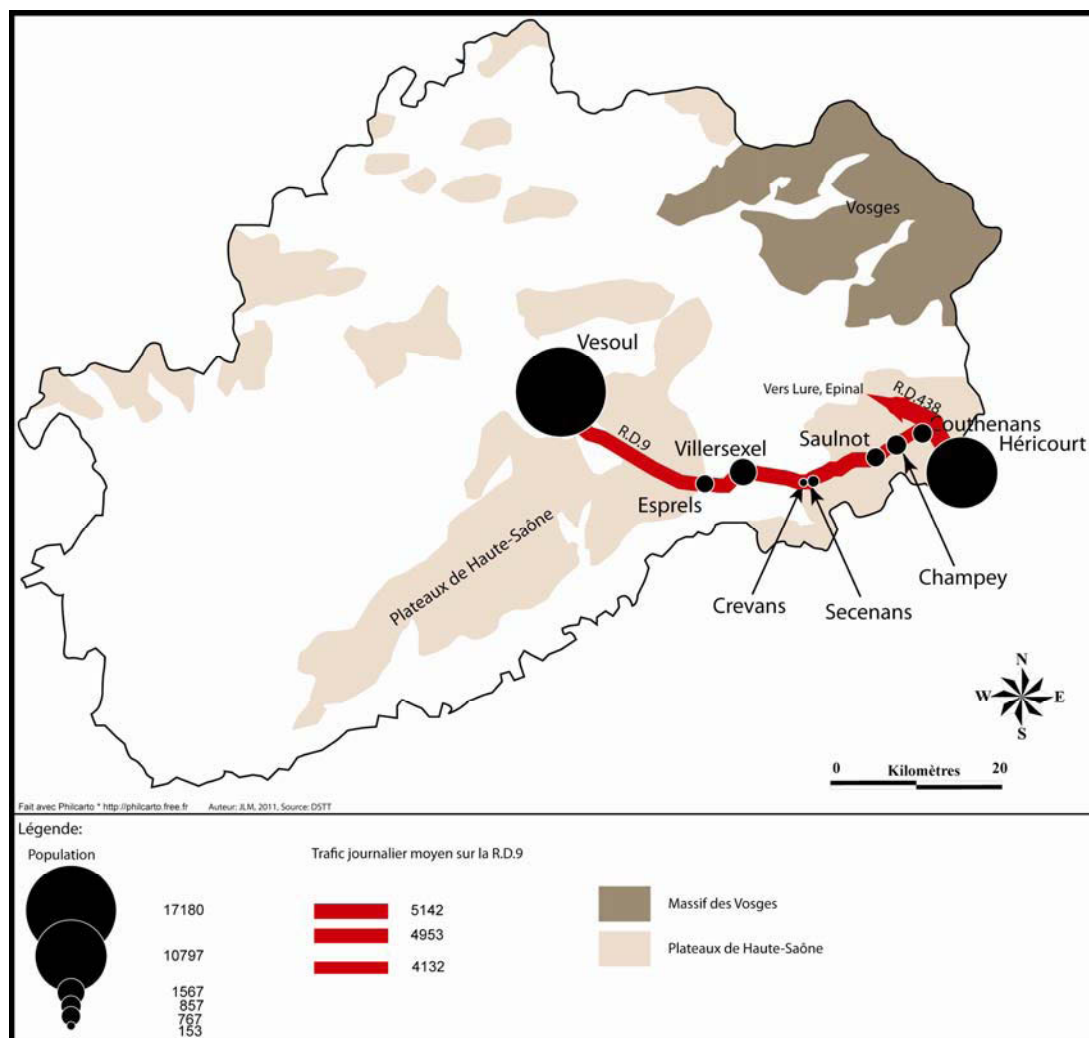 Vosges
Vesoul
Vers Lure, Epinal
R.D.438
R.D.9
Villersexel
Saulnot
Couthenans
Héricourt
Esprels
Plateaux de Haute-Saône
Champey
Crevans
Secenans
N
W
E
S
0 Kilomètres 20
Fait avec Philcarto * http://philcarto.free.fr Auteur: JLM, 2011, Source: DSTT
Légende:
Population
17180
10797
1567
857
767
153
Trafic journalier moyen sur la R.D.9
5142
4953
4132
Massif des Vosges
Plateaux de Haute-Saône